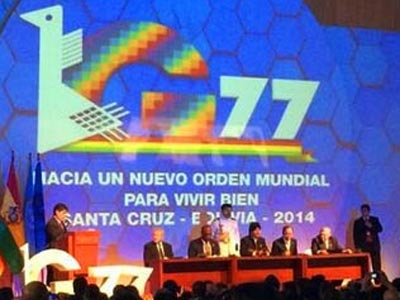 G77
HACIA UN NUEVO ORDEN MUNDIAL
PARA VIVIR BIEN
SANTA CRUZ - BOLIVIA - 2014
G77